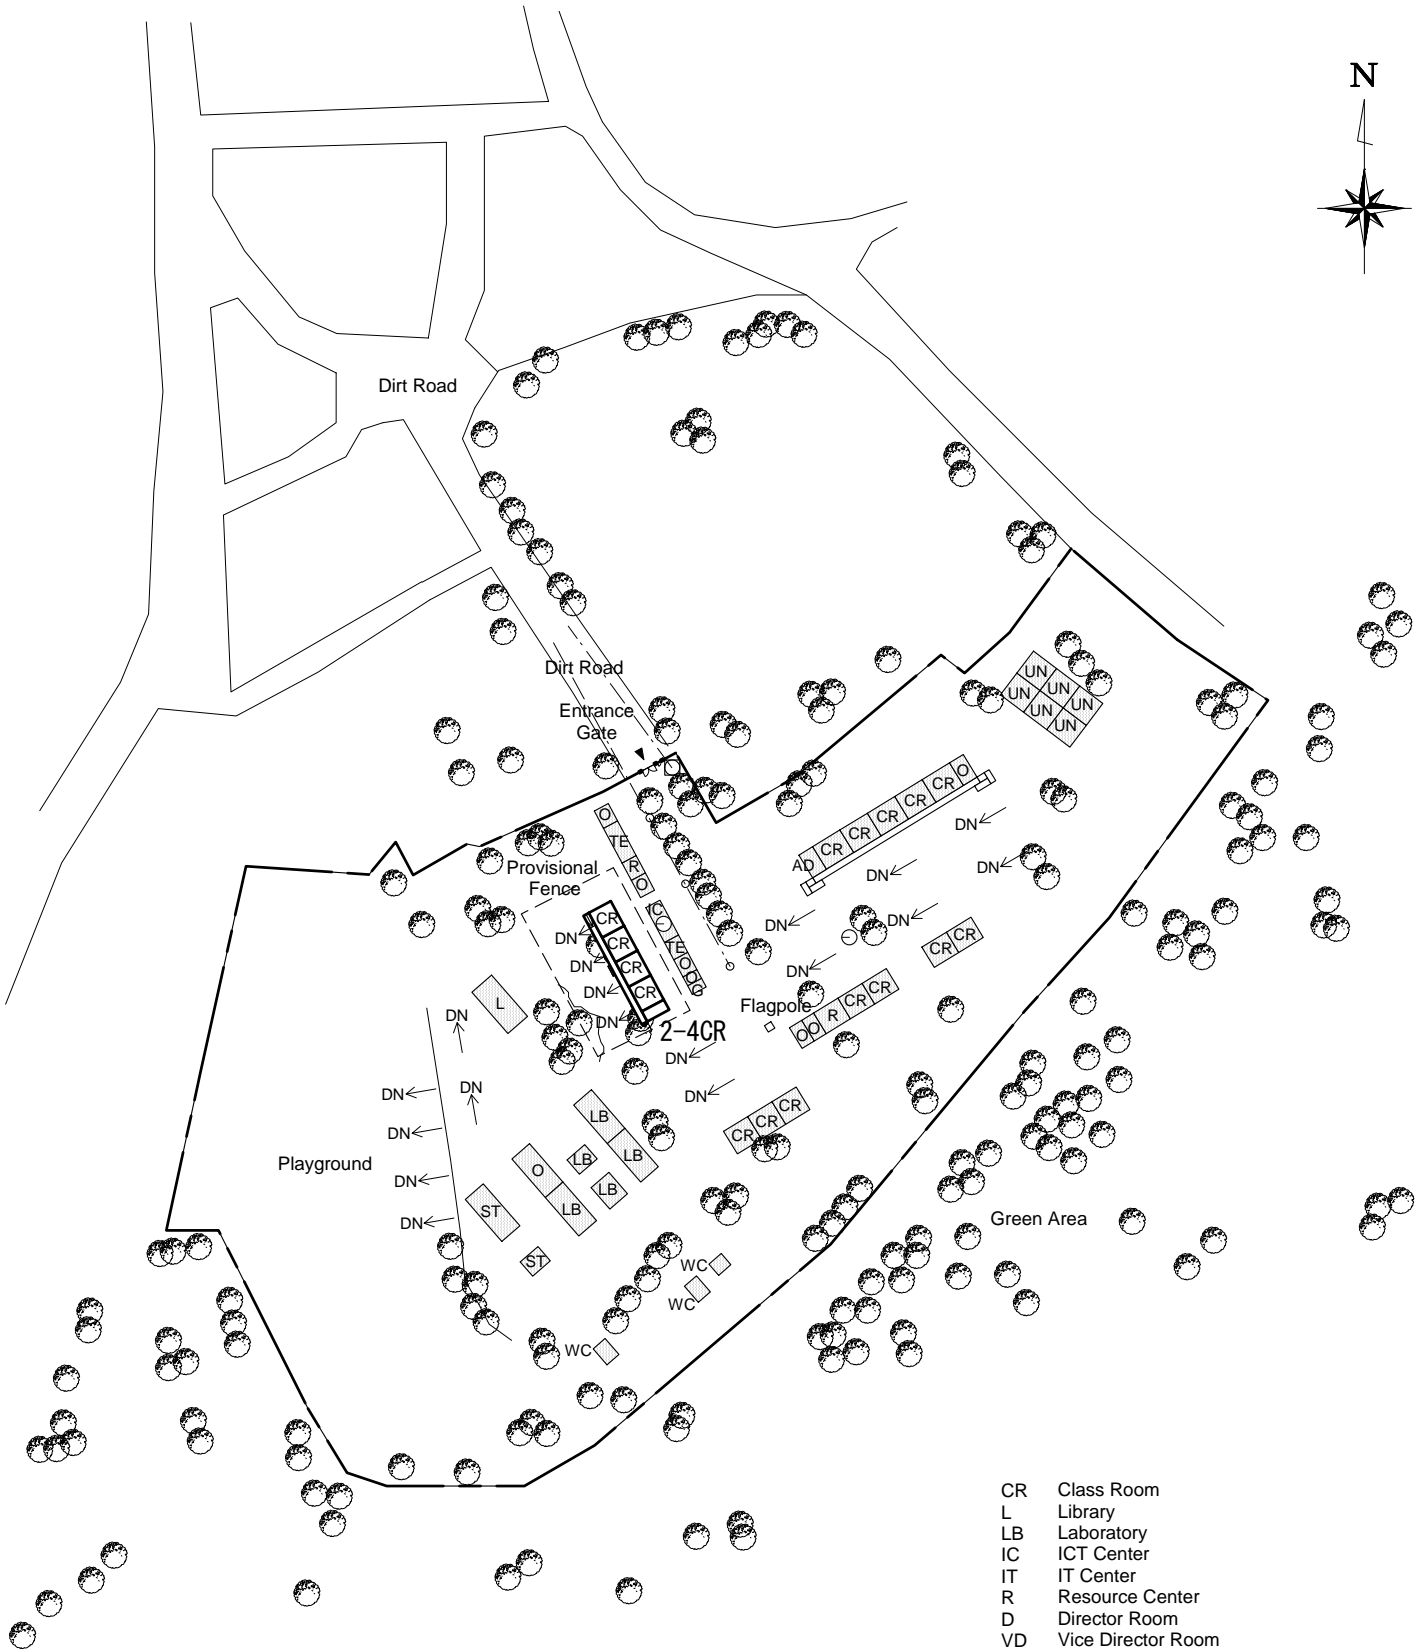 N
Dirt Road
Dirt Road
Entrance
Gate
UN
UN
UN
UN
UN
UN
O
CR
CR
CR
CR
CR
AD
DN
DN
DN
O
TE
R
O
Provisional
Fence
IC
TE
O
O
O
CR
CR
CR
CR
DN
DN
DN
DN
2-4CR
DN
DN
DN
CR
CR
Flagpole
O
O
R
CR
CR
L
DN
DN
DN
DN
DN
DN
DN
DN
DN
CR
CR
CR
LB
LB
LB
LB
O
LB
Playground
ST
ST
Green Area
WC
WC
WC
CR Class Room
L Library
LB Laboratory
IC ICT Center
IT IT Center
R Resource Center
D Director Room
VD Vice Director Room